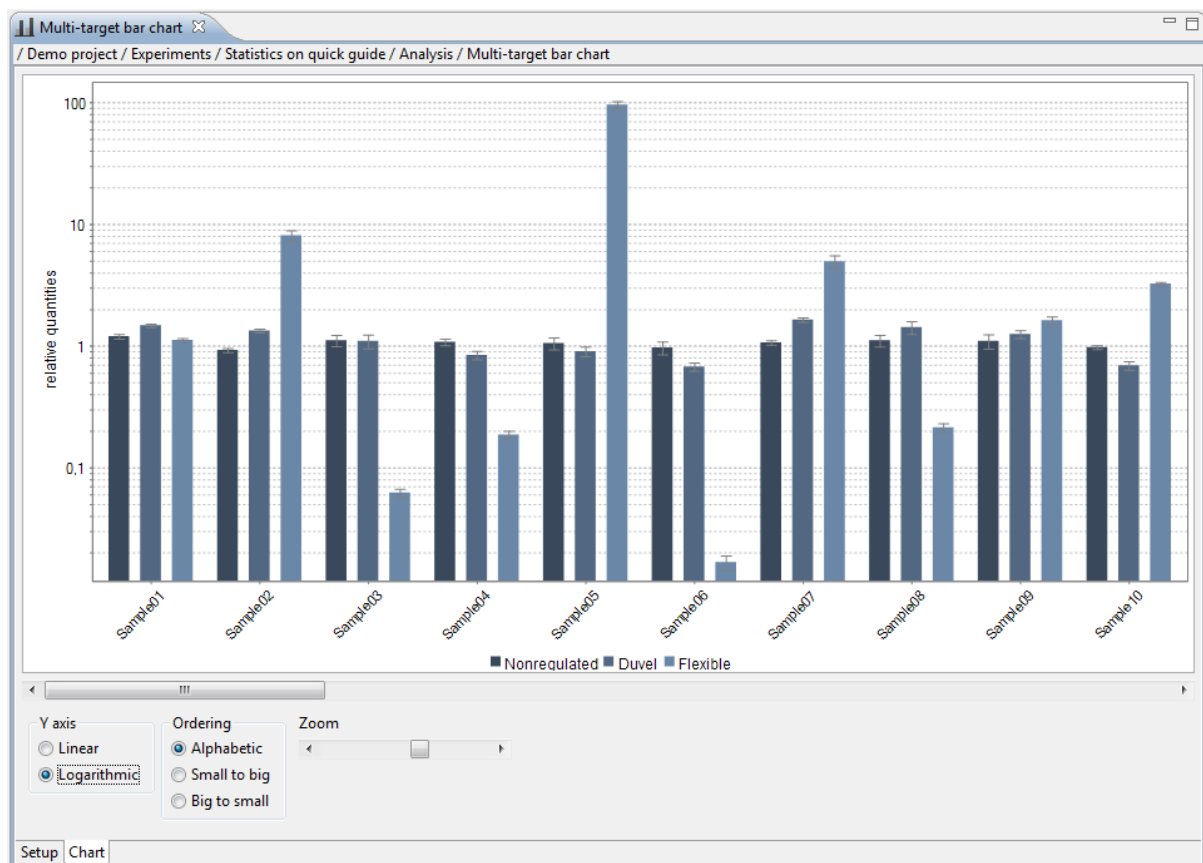 Multi-target bar chart
/ Demo project / Experiments / Statistics on quick guide / Analysis / Multi-target bar chart
100
10
1
0,1
relative quantities
Sample01 Sample02 Sample03 Sample04 Sample05 Sample06 Sample07 Sample08 Sample09 Sample10
Nonregulated Duvel Flexible
Y axis Ordering Zoom
Linear Alphabetic
Logarithmic Small to big
Big to small
Setup Chart